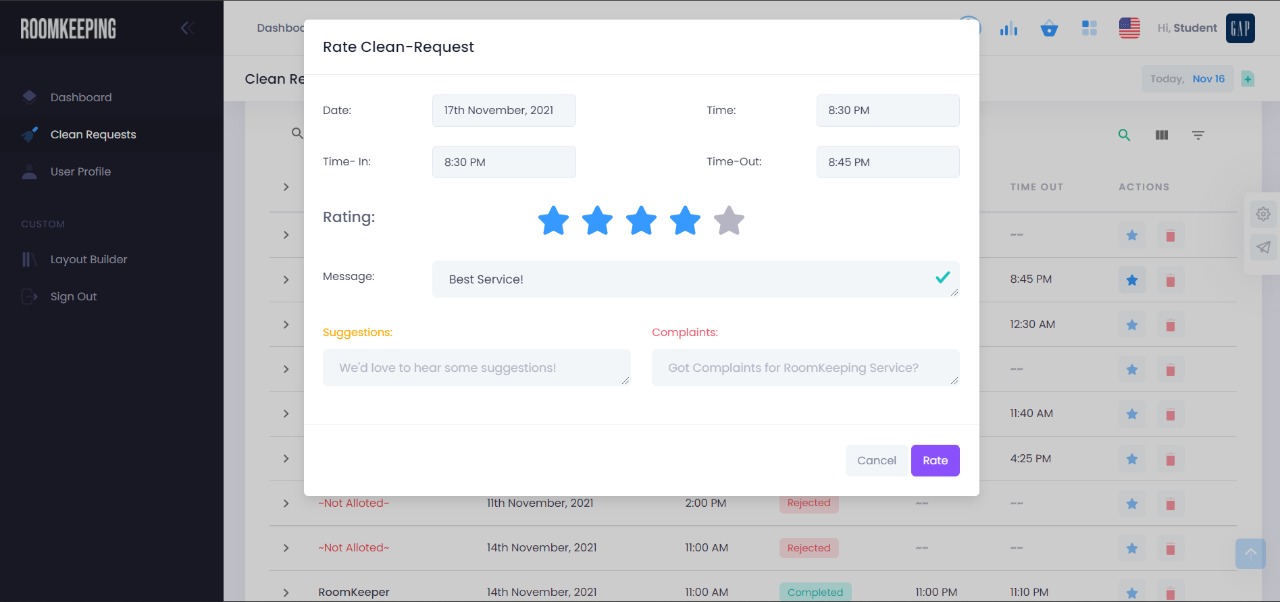 ROOMKEEPING
Dashboard
Clean Requests
User Profile
CUSTOM
Layout Builder
Sign Out
Hi, Student
GAP
Clean Re
Today, Nov 16
Rate Clean-Request
Date: 17th November, 2021 Time: 8:30 PM
Time- In: 8:30 PM Time-Out: 8:45 PM
Rating:
Message: Best Service!
Suggestions: Complaints:
We'd love to hear some suggestions! Got Complaints for RoomKeeping Service?
Cancel Rate
TIME OUT ACTIONS
--
8:45 PM
12:30 AM
--
11:40 AM
4:25 PM
~Not Alloted~ 11th November, 2021 2:00 PM Rejected -- --
~Not Alloted~ 14th November, 2021 11:00 AM Rejected -- --
RoomKeeper 14th November, 2021 11:00 AM Completed 11:00 PM 11:10 PM